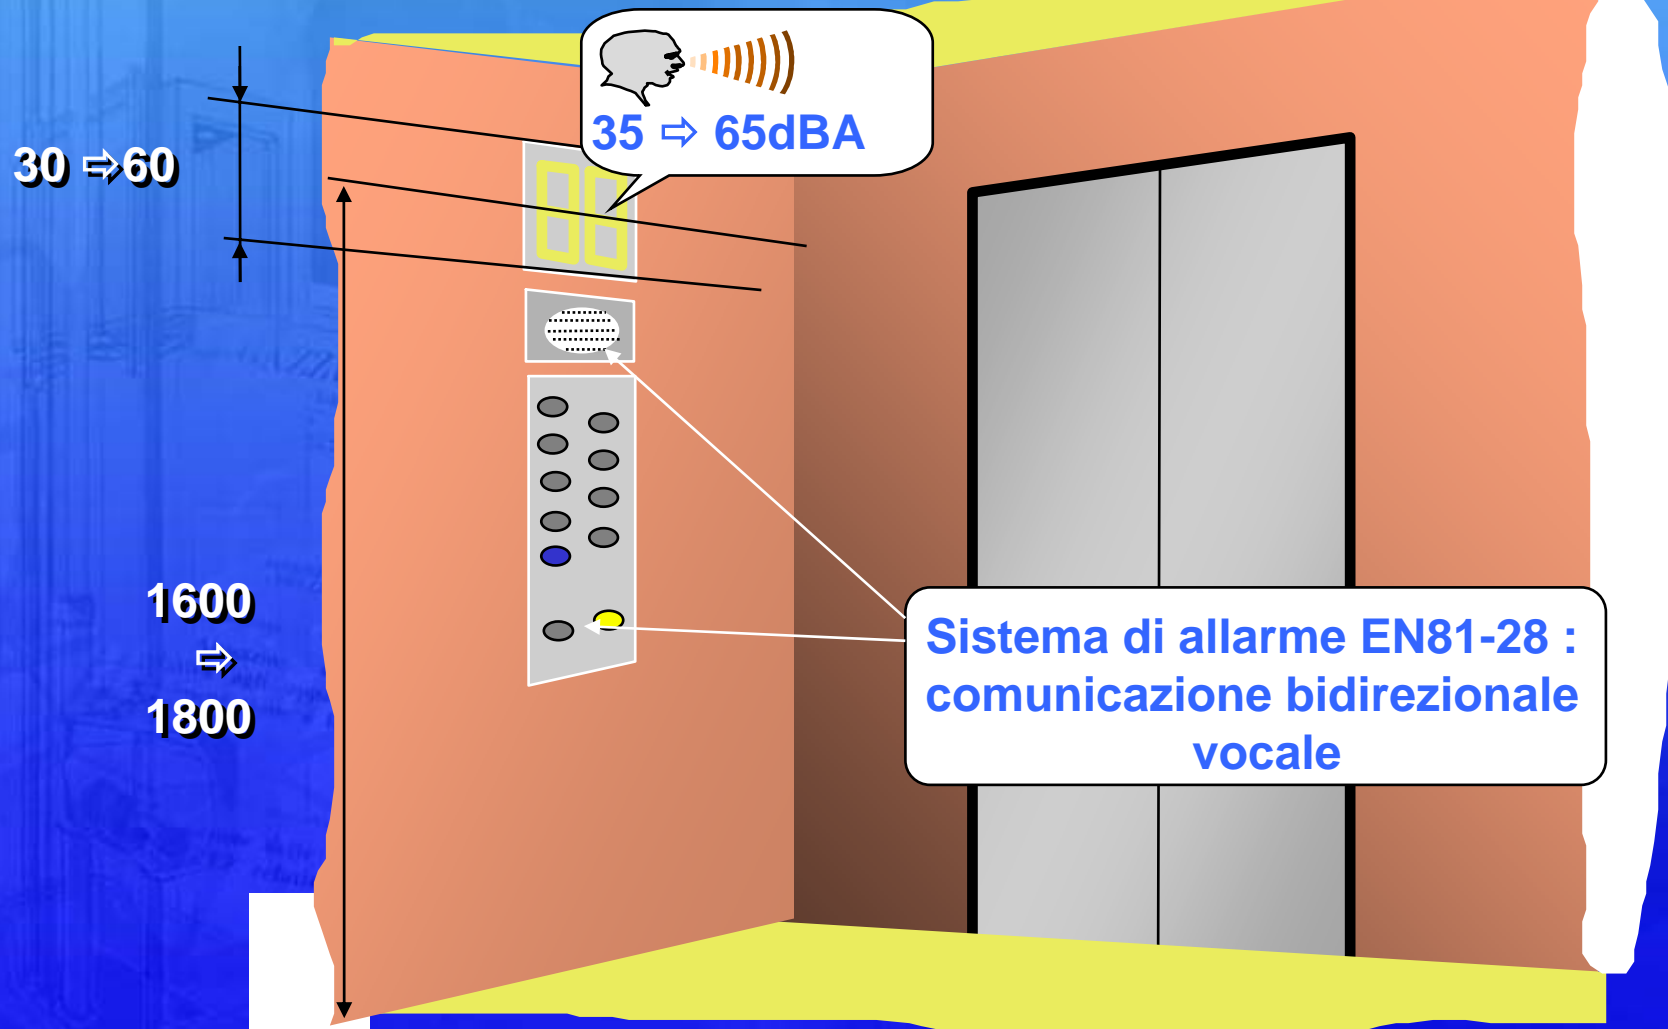 35 ⇨ 65dBA
30 ⇨60
1600
⇨
1800
Sistema di allarme EN81-28 :
comunicazione bidirezionale
vocale